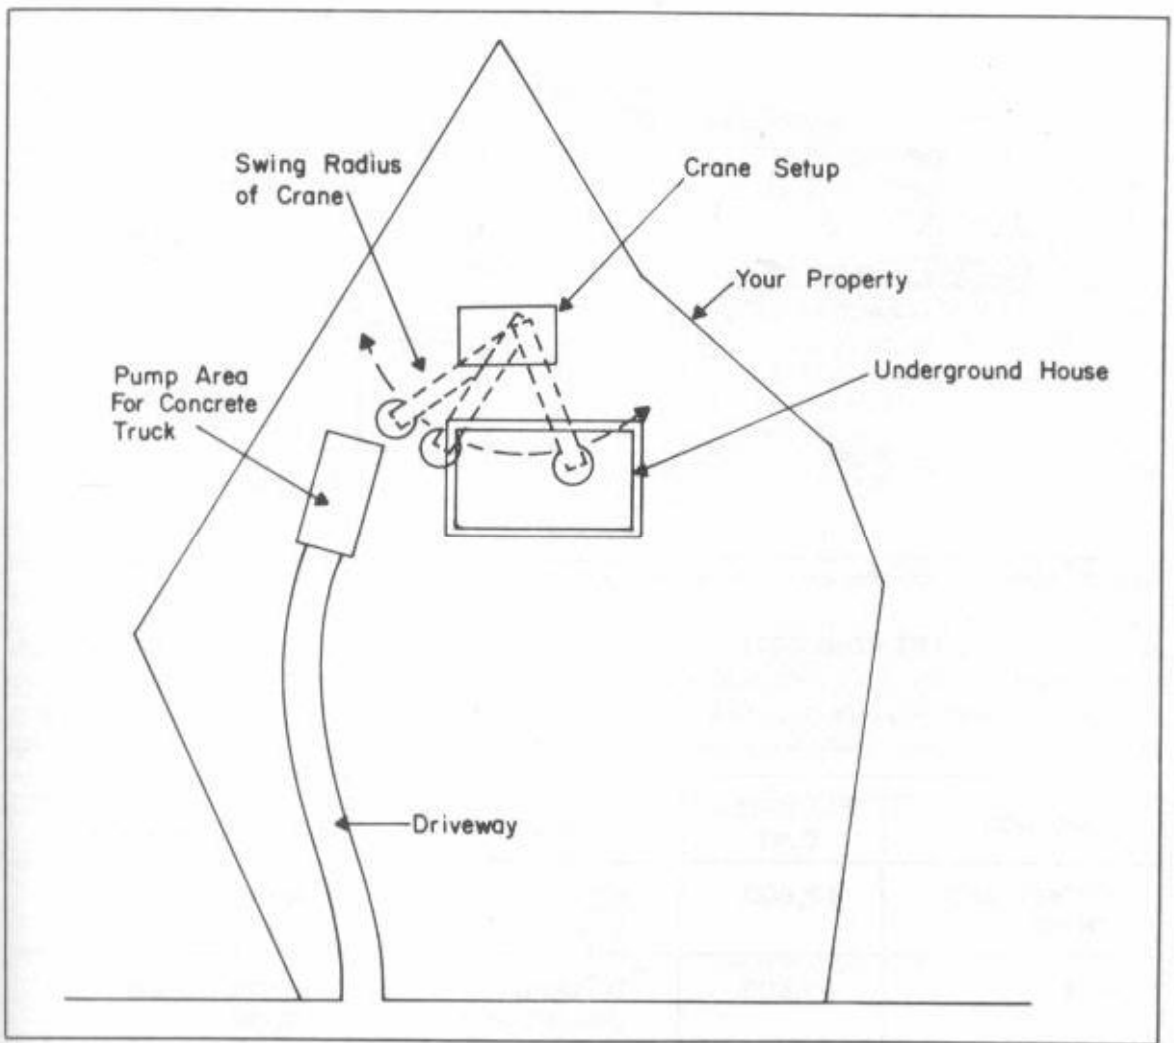 Swing Radius
of Crane
Crane Setup
Your Property
Pump Area
For Concrete
Truck
Underground House
Driveway